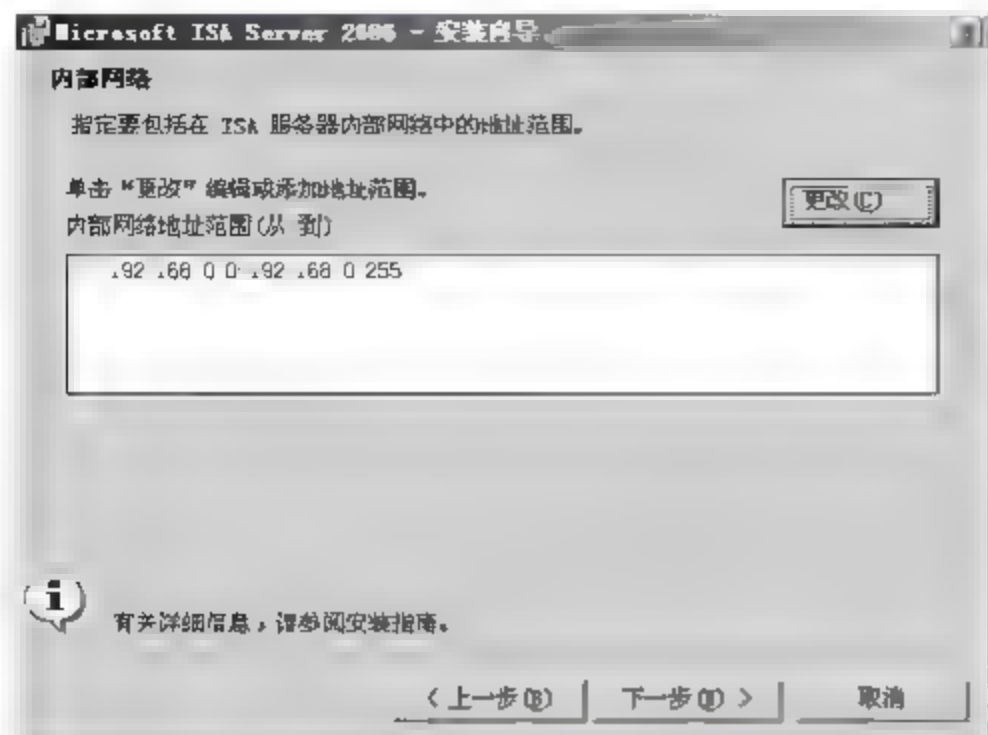 Microsoft ISA Server 2006 - 安装向导
内部网络
指定要包括在 ISA 服务器内部网络中的地址范围。
单击“更改”编辑或添加地址范围。
更改(C)
内部网络地址范围(从 到)
.92 .68 0 0 .92 .68 0 255
有关详细信息，请参阅安装指南。
< 上一步(B)
下一步(N) >
取消